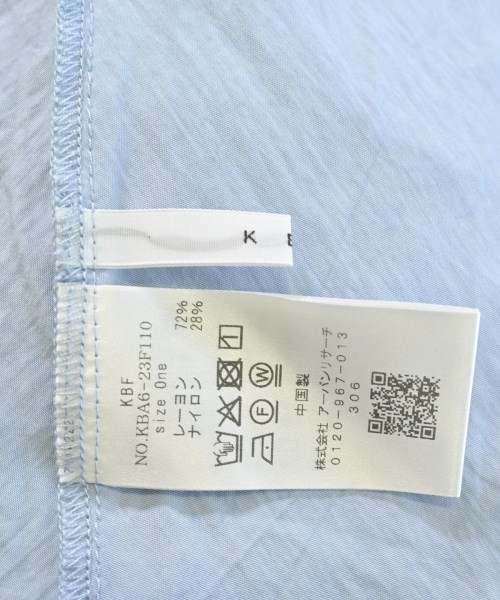 K
KBF
NO.KBA6-23F110
size One
レーヨン 72%
ナイロン 28%
中国製
株式会社 アーバンリサーチ
0120-967-013
306